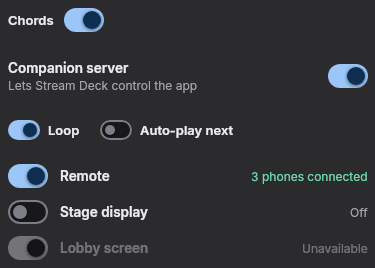 Chords
Companion server
Lets Stream Deck control the app
Loop Auto-play next
Remote 3 phones connected
Stage display Off
Lobby screen Unavailable